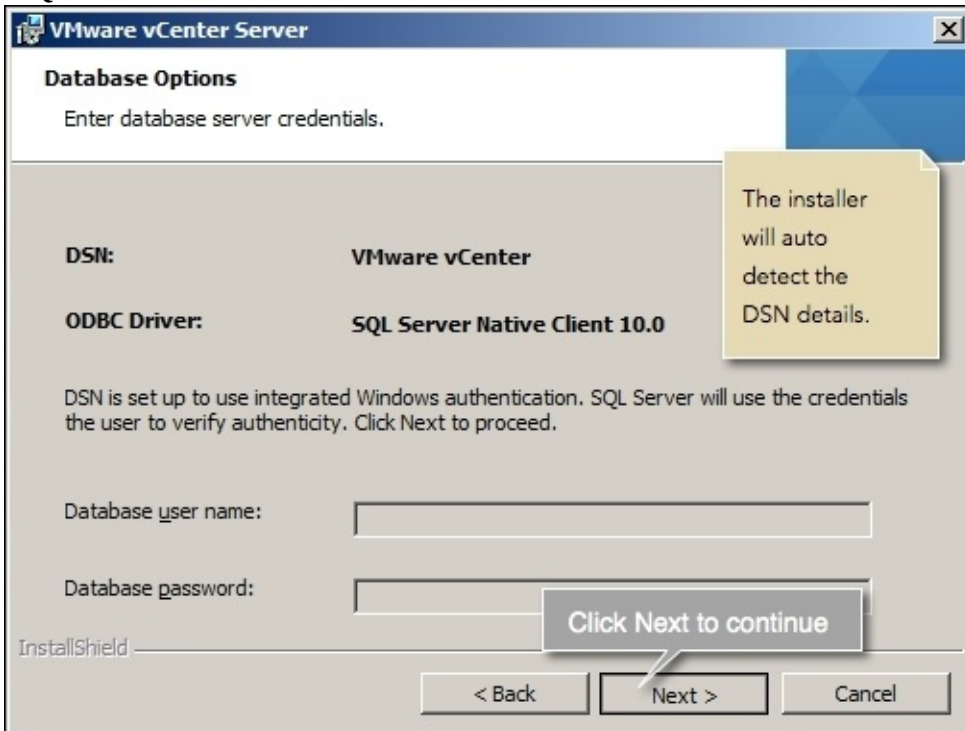 VMware vCenter Server
Database Options
Enter database server credentials.
The installer
will auto
detect the
DSN details.
DSN: VMware vCenter
ODBC Driver: SQL Server Native Client 10.0
DSN is set up to use integrated Windows authentication. SQL Server will use the credentials
the user to verify authenticity. Click Next to proceed.
Database user name:
Database password:
Click Next to continue
InstallShield
< Back Next > Cancel